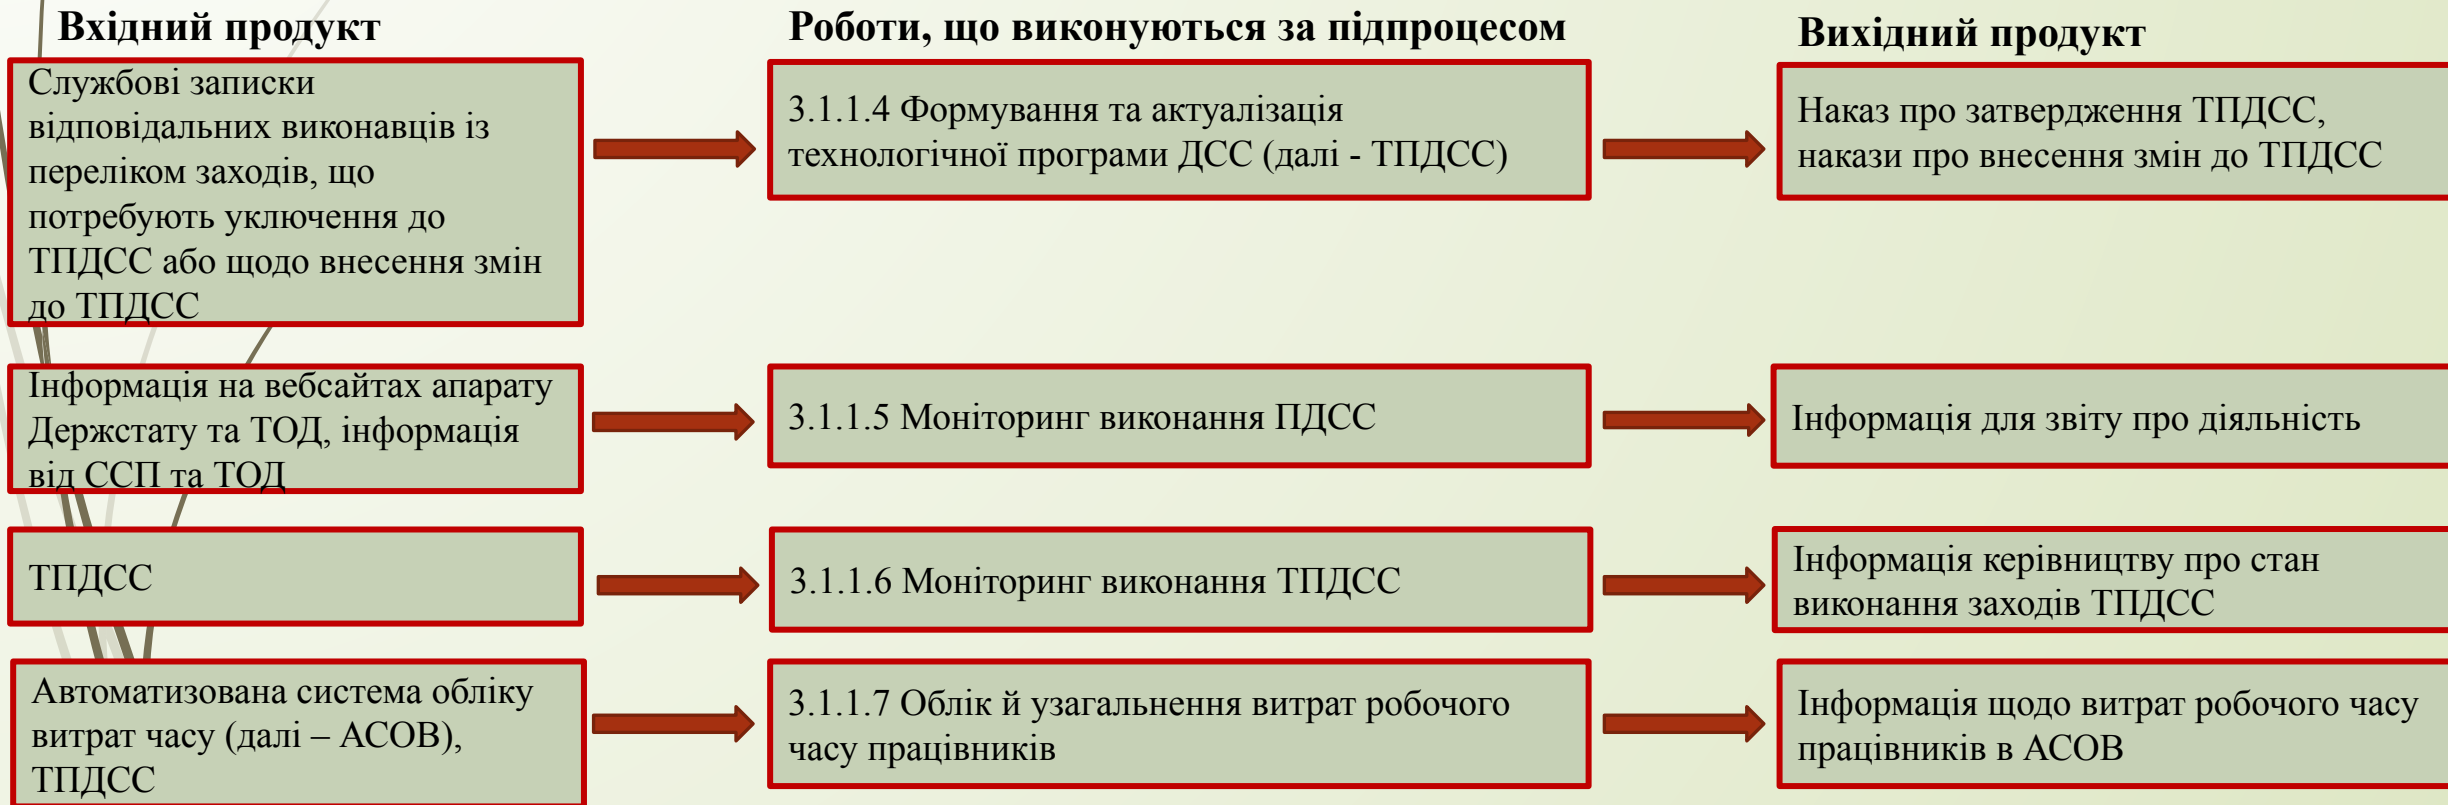 Вхідний продукт
Роботи, що виконуються за підпроцесом
Вихідний продукт
Службові записки
відповідальних виконавців із
переліком заходів, що
потребують уключення до
ТПДСС або щодо внесення змін
до ТПДСС
3.1.1.4 Формування та актуалізація
технологічної програми ДСС (далі - ТПДСС)
Наказ про затвердження ТПДСС,
накази про внесення змін до ТПДСС
Інформація на вебсайтах апарату
Держстату та ТОД, інформація
від ССП та ТОД
3.1.1.5 Моніторинг виконання ПДСС
Інформація для звіту про діяльність
ТПДСС
3.1.1.6 Моніторинг виконання ТПДСС
Інформація керівництву про стан
виконання заходів ТПДСС
Автоматизована система обліку
витрат часу (далі – АСОВ),
ТПДСС
3.1.1.7 Облік й узагальнення витрат робочого
часу працівників
Інформація щодо витрат робочого часу
працівників в АСОВ